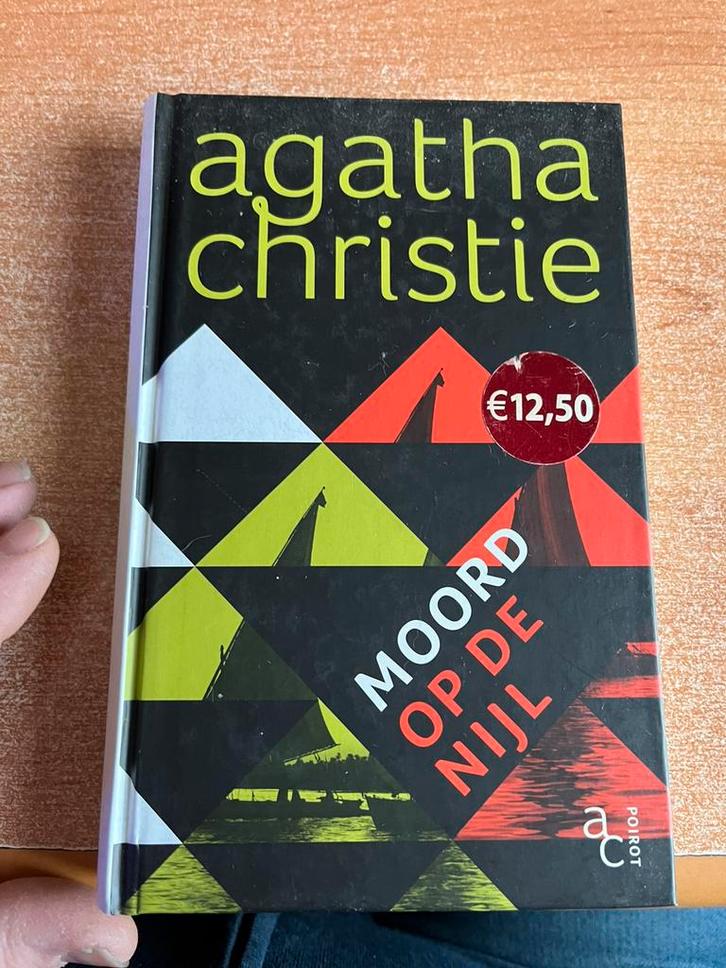 agatha
christie
€12,50
MOORD
OP DE
NIJL
ac
POIROT